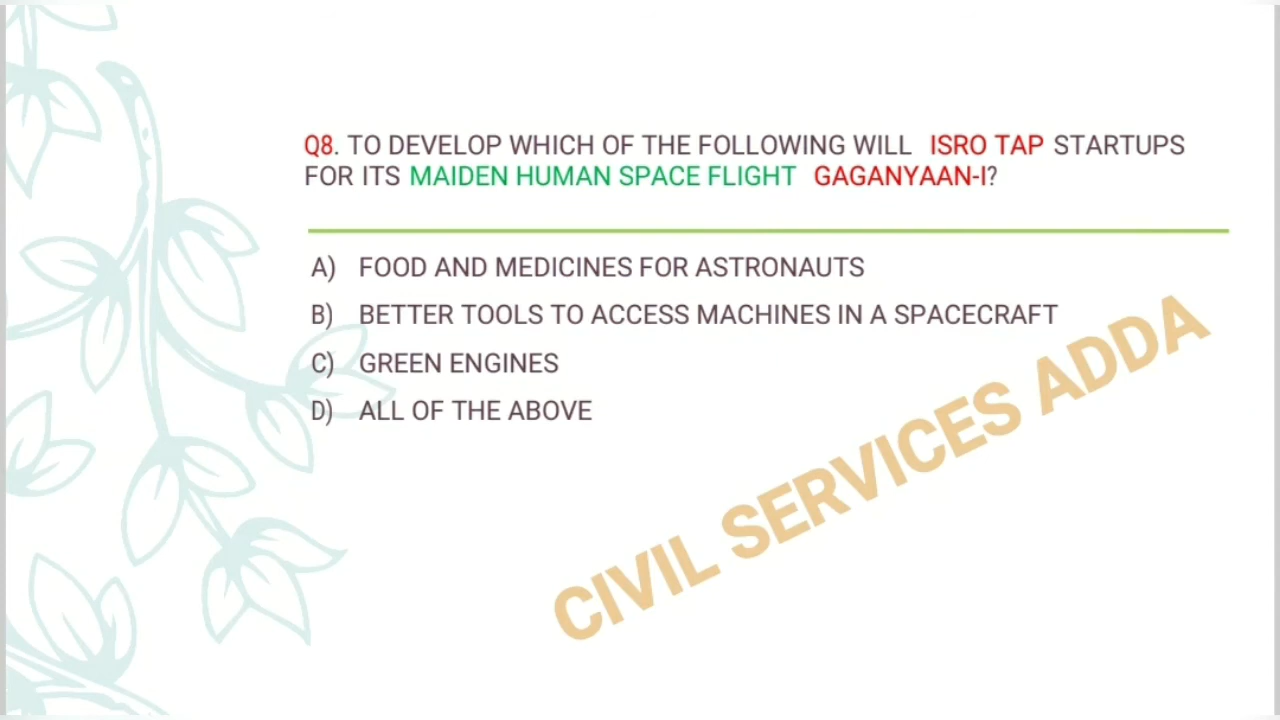 Q8. TO DEVELOP WHICH OF THE FOLLOWING WILL ISRO TAP STARTUPS
FOR ITS MAIDEN HUMAN SPACE FLIGHT GAGANYAAN-I?
A) FOOD AND MEDICINES FOR ASTRONAUTS
B) BETTER TOOLS TO ACCESS MACHINES IN A SPACECRAFT
C) GREEN ENGINES
D) ALL OF THE ABOVE
CIVIL SERVICES ADDA